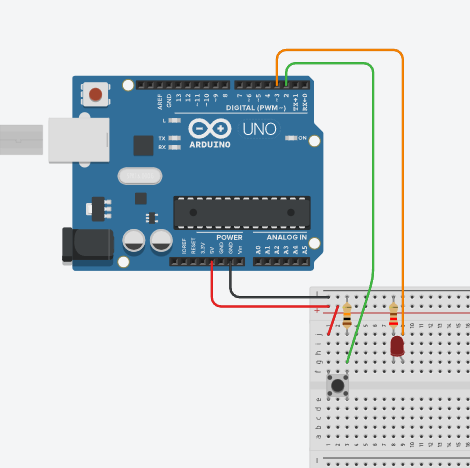 AREF
GND
13
12
~11
~10
~9
8
7
~6
~5
4
~3
2
TX→1
RX←0
DIGITAL (PWM~)
L
TX
RX
ARDUINO
UNO
ON
IOREF
RESET
3.3V
5V
GND
GND
Vin
POWER
ANALOG IN
A0
A1
A2
A3
A4
A5
j
i
h
g
f
e
d
c
b
a